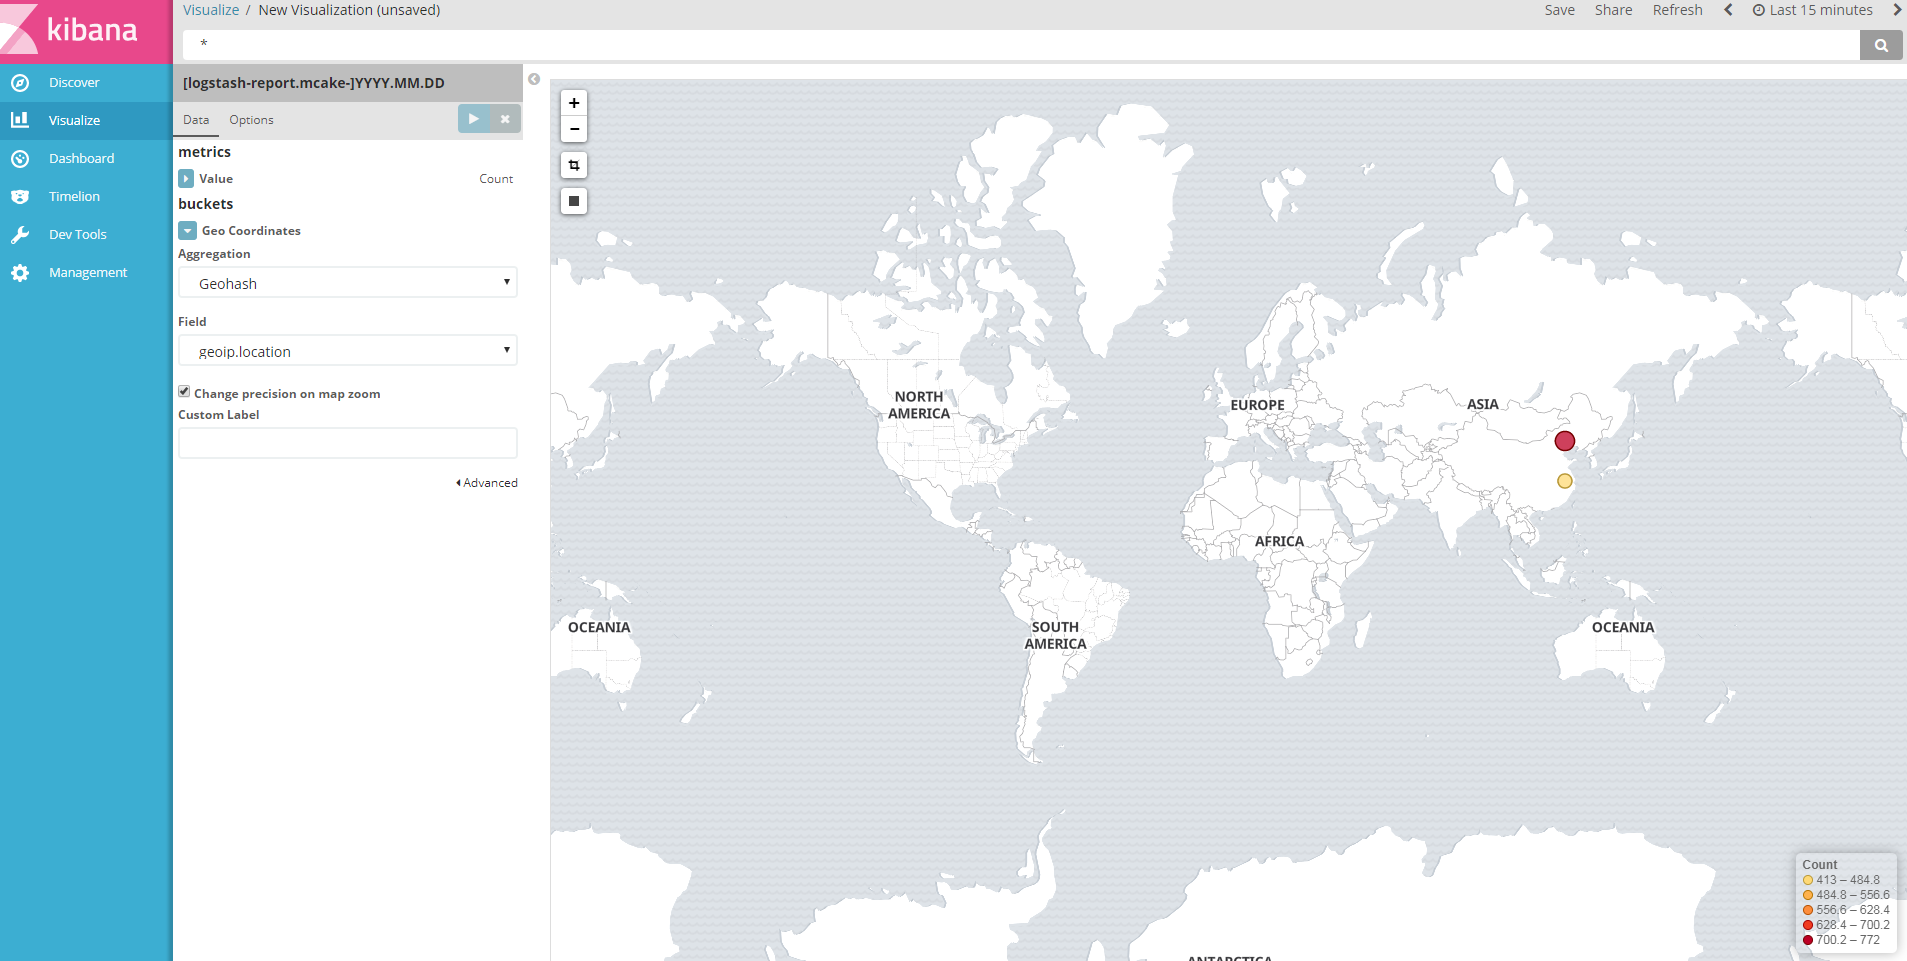 kibana
Discover
Visualize
Dashboard
Timelion
Dev Tools
Management
Visualize / New Visualization (unsaved)
Save Share Refresh Last 15 minutes
*
[logstash-report.mcake-]YYYY.MM.DD
Data Options
metrics
Value Count
buckets
Geo Coordinates
Aggregation
Geohash
Field
geoip.location
Change precision on map zoom
Custom Label
Advanced
+
−
NORTH
AMERICA
EUROPE
ASIA
AFRICA
OCEANIA
SOUTH
AMERICA
OCEANIA
ANTARCTICA
Count
413 – 484.8
484.8 – 556.6
556.6 – 628.4
628.4 – 700.2
700.2 – 772